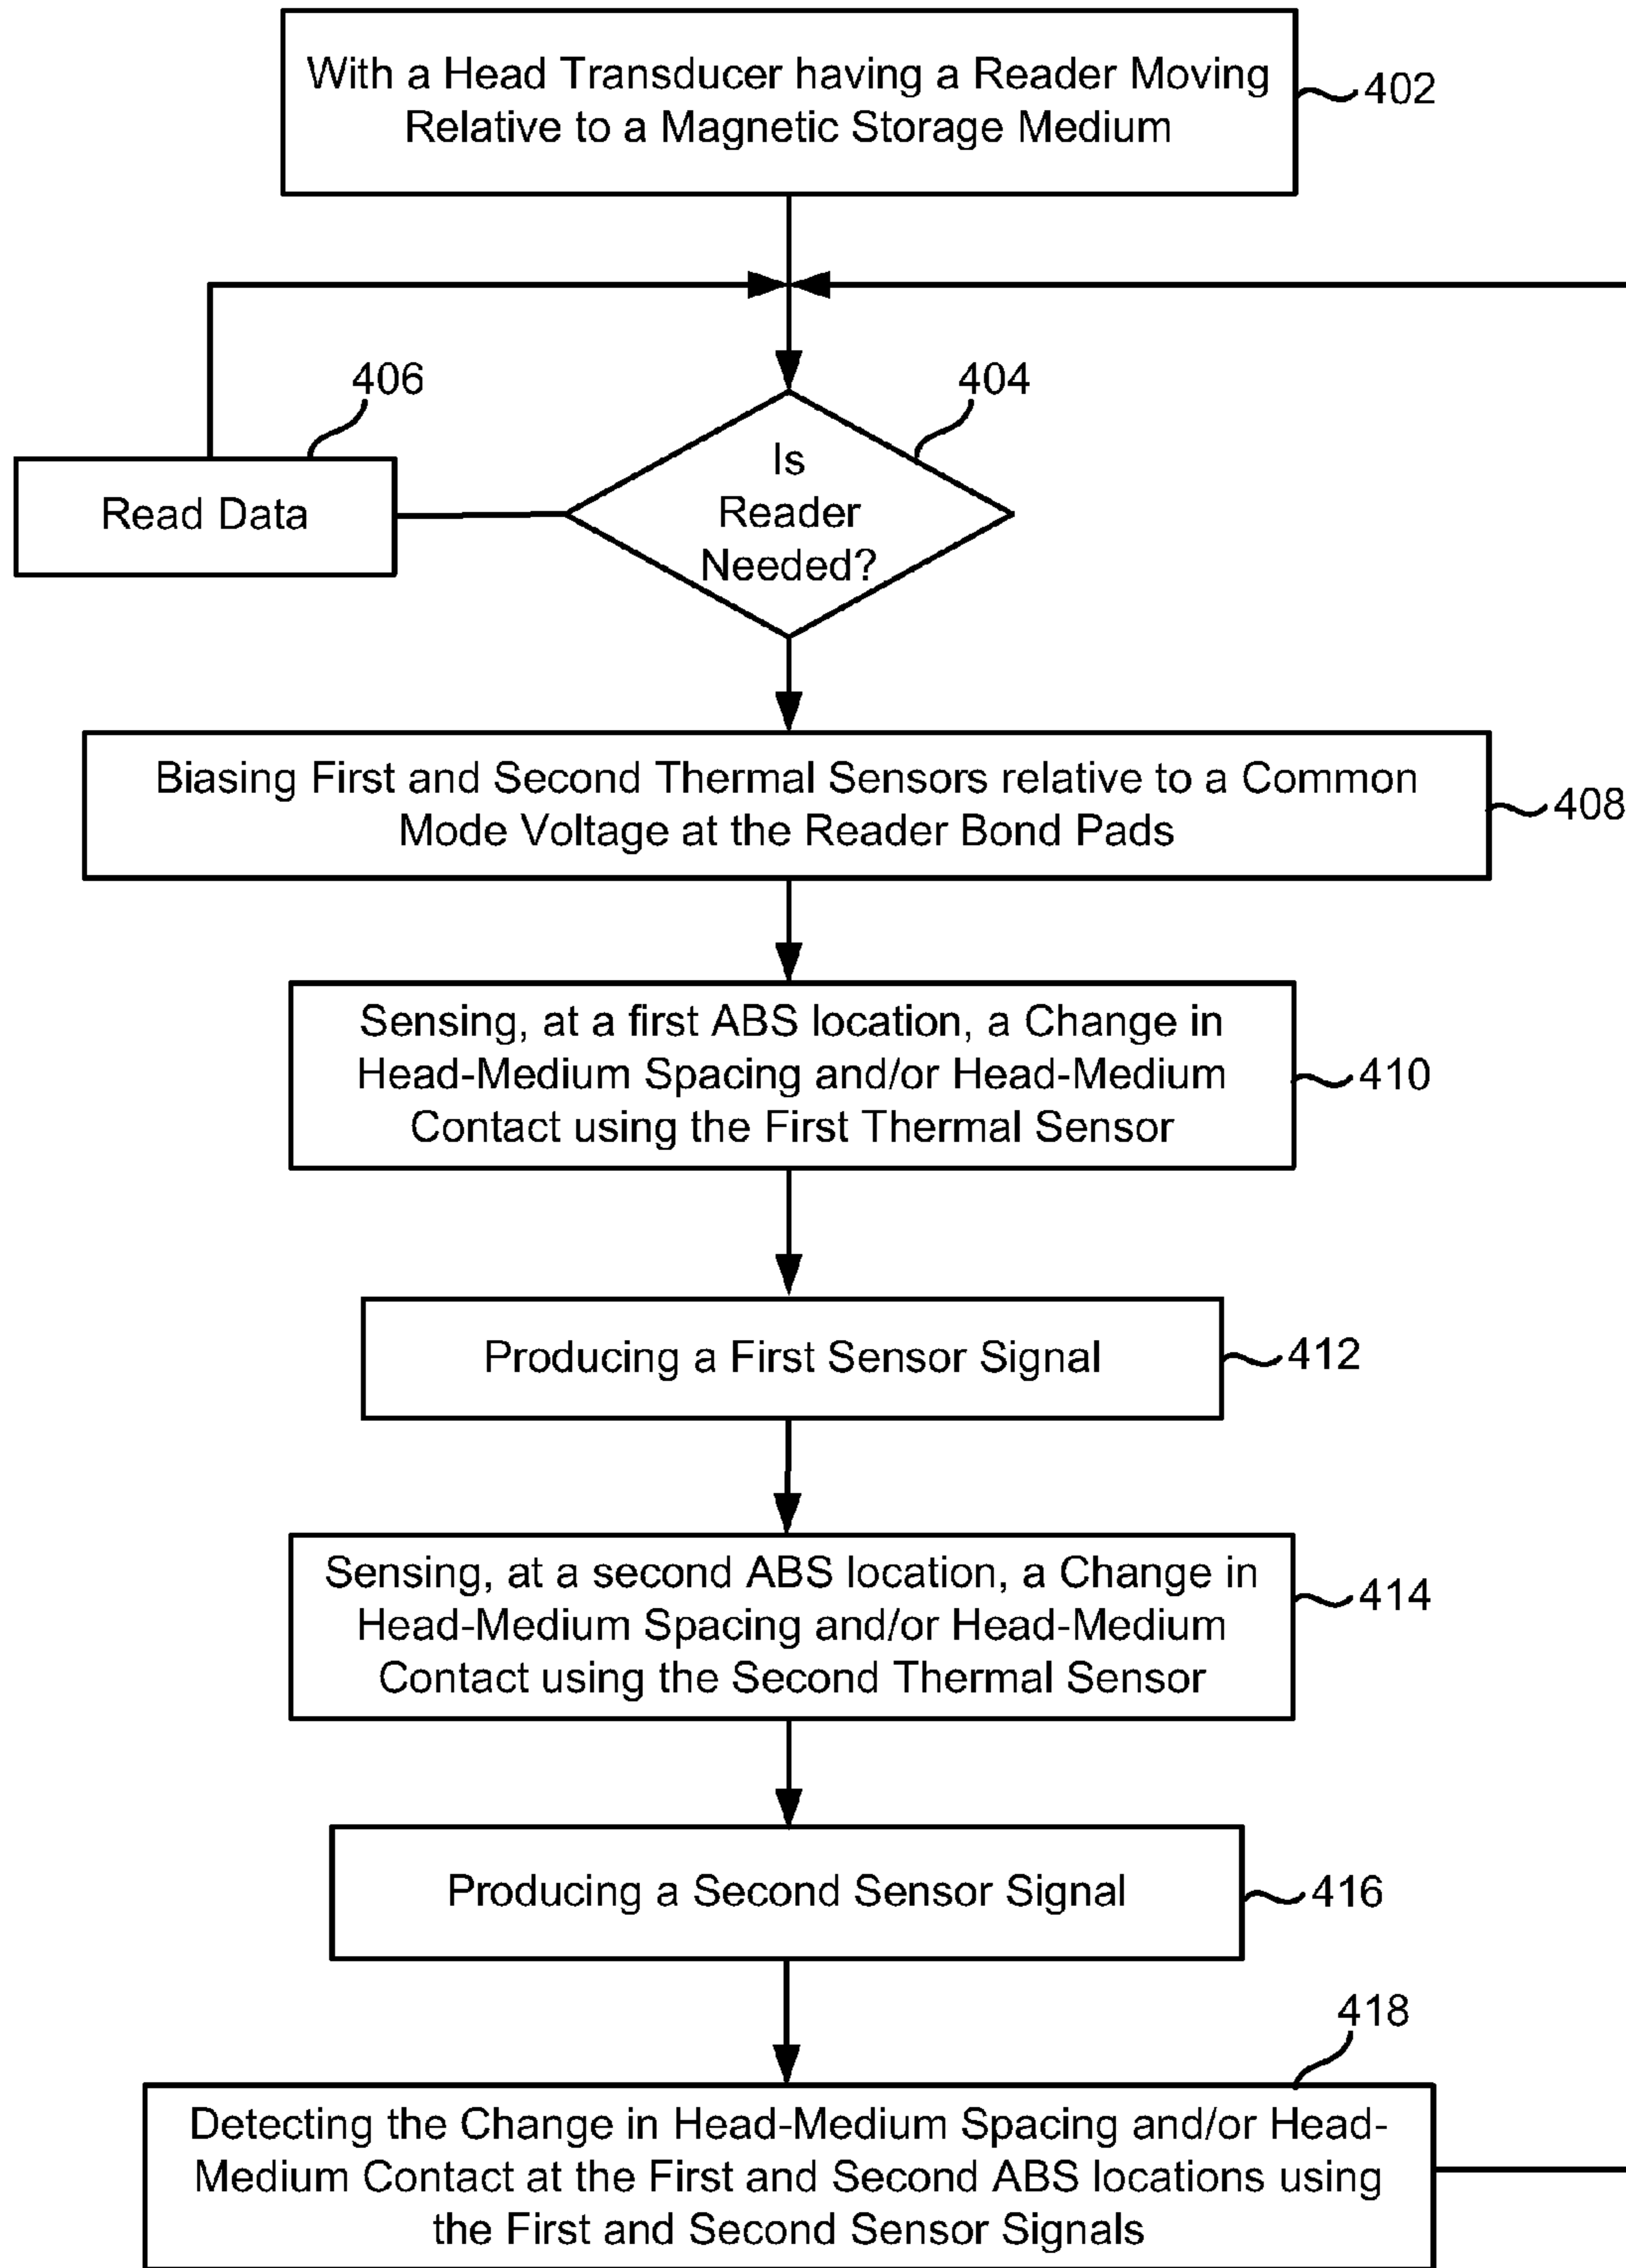 With a Head Transducer having a Reader Moving
Relative to a Magnetic Storage Medium
402
406
404
Read Data
Is
Reader
Needed?
Biasing First and Second Thermal Sensors relative to a Common
Mode Voltage at the Reader Bond Pads
408
Sensing, at a first ABS location, a Change in
Head-Medium Spacing and/or Head-Medium
Contact using the First Thermal Sensor
410
Producing a First Sensor Signal
412
Sensing, at a second ABS location, a Change in
Head-Medium Spacing and/or Head-Medium
Contact using the Second Thermal Sensor
414
Producing a Second Sensor Signal
416
418
Detecting the Change in Head-Medium Spacing and/or Head-
Medium Contact at the First and Second ABS locations using
the First and Second Sensor Signals